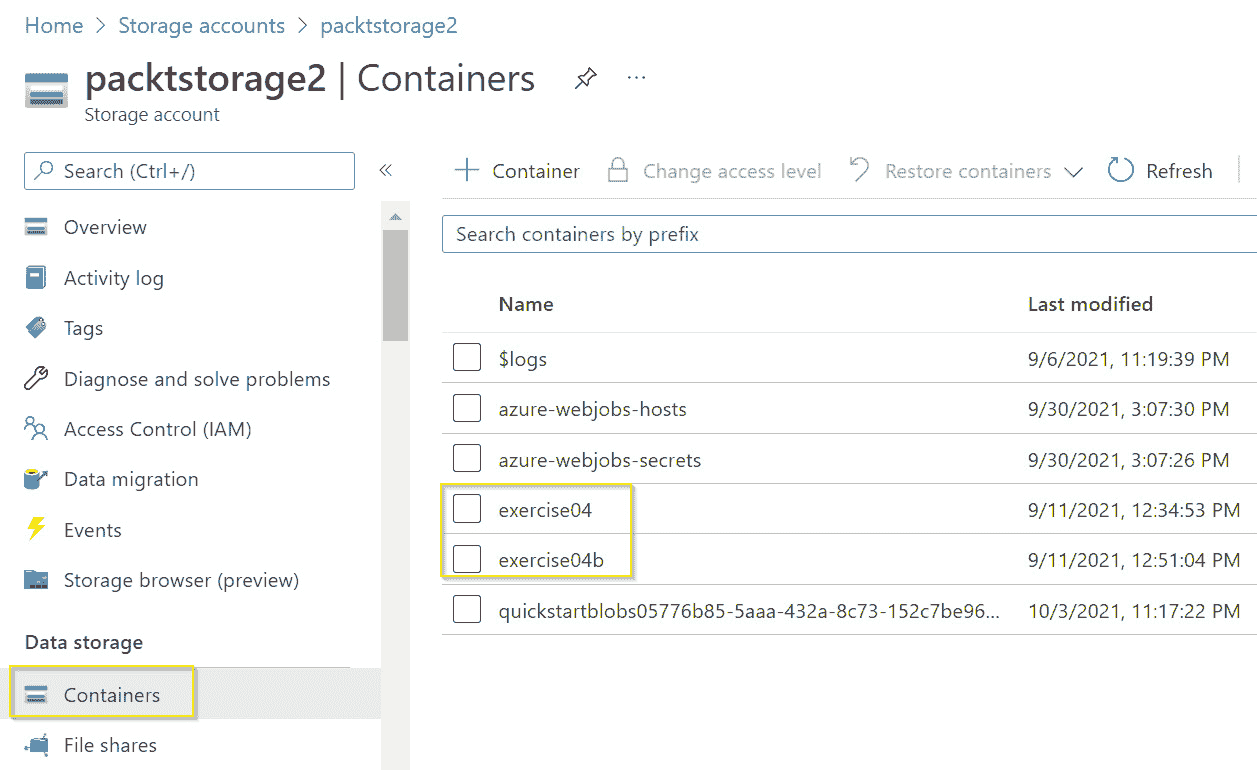 Home > Storage accounts > packtstorage2
packtstorage2 | Containers
Storage account
Search (Ctrl+/)
Overview
Activity log
Tags
Diagnose and solve problems
Access Control (IAM)
Data migration
Events
Storage browser (preview)
Data storage
Containers
File shares
Container Change access level Restore containers Refresh
Search containers by prefix
Name Last modified
$logs 9/6/2021, 11:19:39 PM
azure-webjobs-hosts 9/30/2021, 3:07:30 PM
azure-webjobs-secrets 9/30/2021, 3:07:26 PM
exercise04 9/11/2021, 12:34:53 PM
exercise04b 9/11/2021, 12:51:04 PM
quickstartblobs05776b85-5aaa-432a-8c73-152c7be96... 10/3/2021, 11:17:22 PM